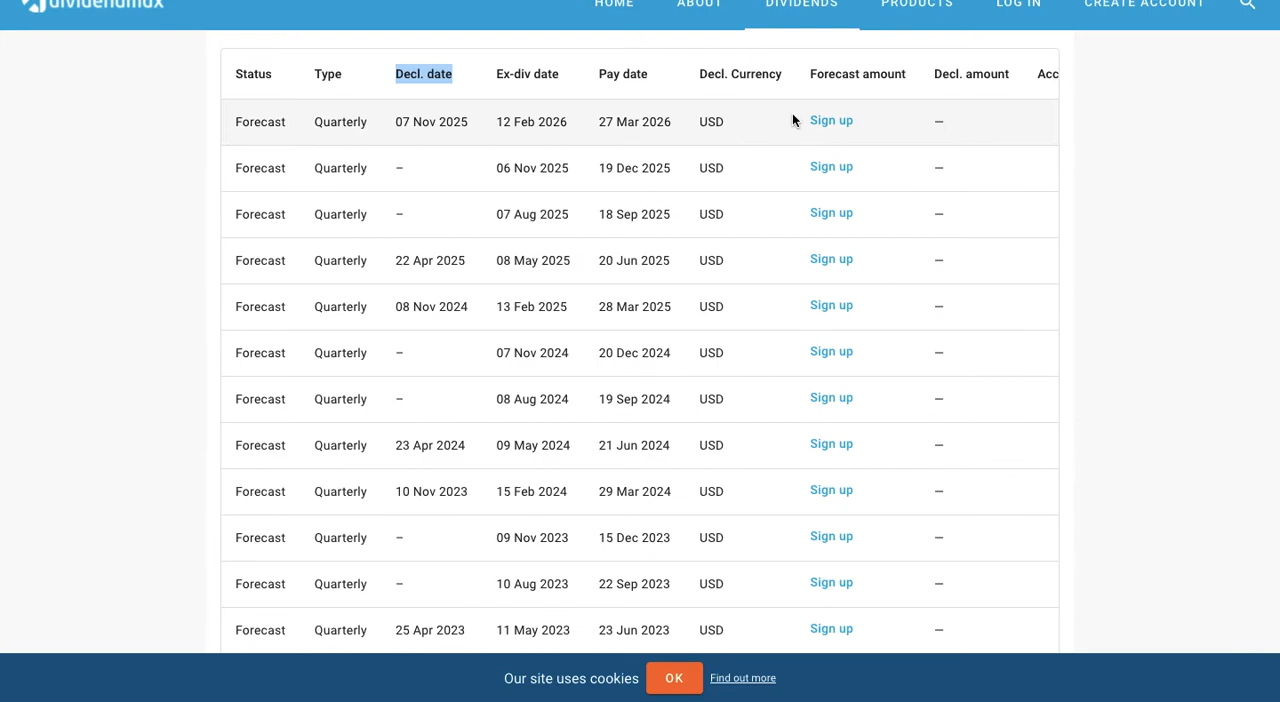 dividendmax
HOME ABOUT DIVIDENDS PRODUCTS LOG IN CREATE ACCOUNT
Status Type Decl. date Ex-div date Pay date Decl. Currency Forecast amount Decl. amount Acc
Forecast Quarterly 07 Nov 2025 12 Feb 2026 27 Mar 2026 USD Sign up –
Forecast Quarterly – 06 Nov 2025 19 Dec 2025 USD Sign up –
Forecast Quarterly – 07 Aug 2025 18 Sep 2025 USD Sign up –
Forecast Quarterly 22 Apr 2025 08 May 2025 20 Jun 2025 USD Sign up –
Forecast Quarterly 08 Nov 2024 13 Feb 2025 28 Mar 2025 USD Sign up –
Forecast Quarterly – 07 Nov 2024 20 Dec 2024 USD Sign up –
Forecast Quarterly – 08 Aug 2024 19 Sep 2024 USD Sign up –
Forecast Quarterly 23 Apr 2024 09 May 2024 21 Jun 2024 USD Sign up –
Forecast Quarterly 10 Nov 2023 15 Feb 2024 29 Mar 2024 USD Sign up –
Forecast Quarterly – 09 Nov 2023 15 Dec 2023 USD Sign up –
Forecast Quarterly – 10 Aug 2023 22 Sep 2023 USD Sign up –
Forecast Quarterly 25 Apr 2023 11 May 2023 23 Jun 2023 USD Sign up –
Our site uses cookies OK Find out more